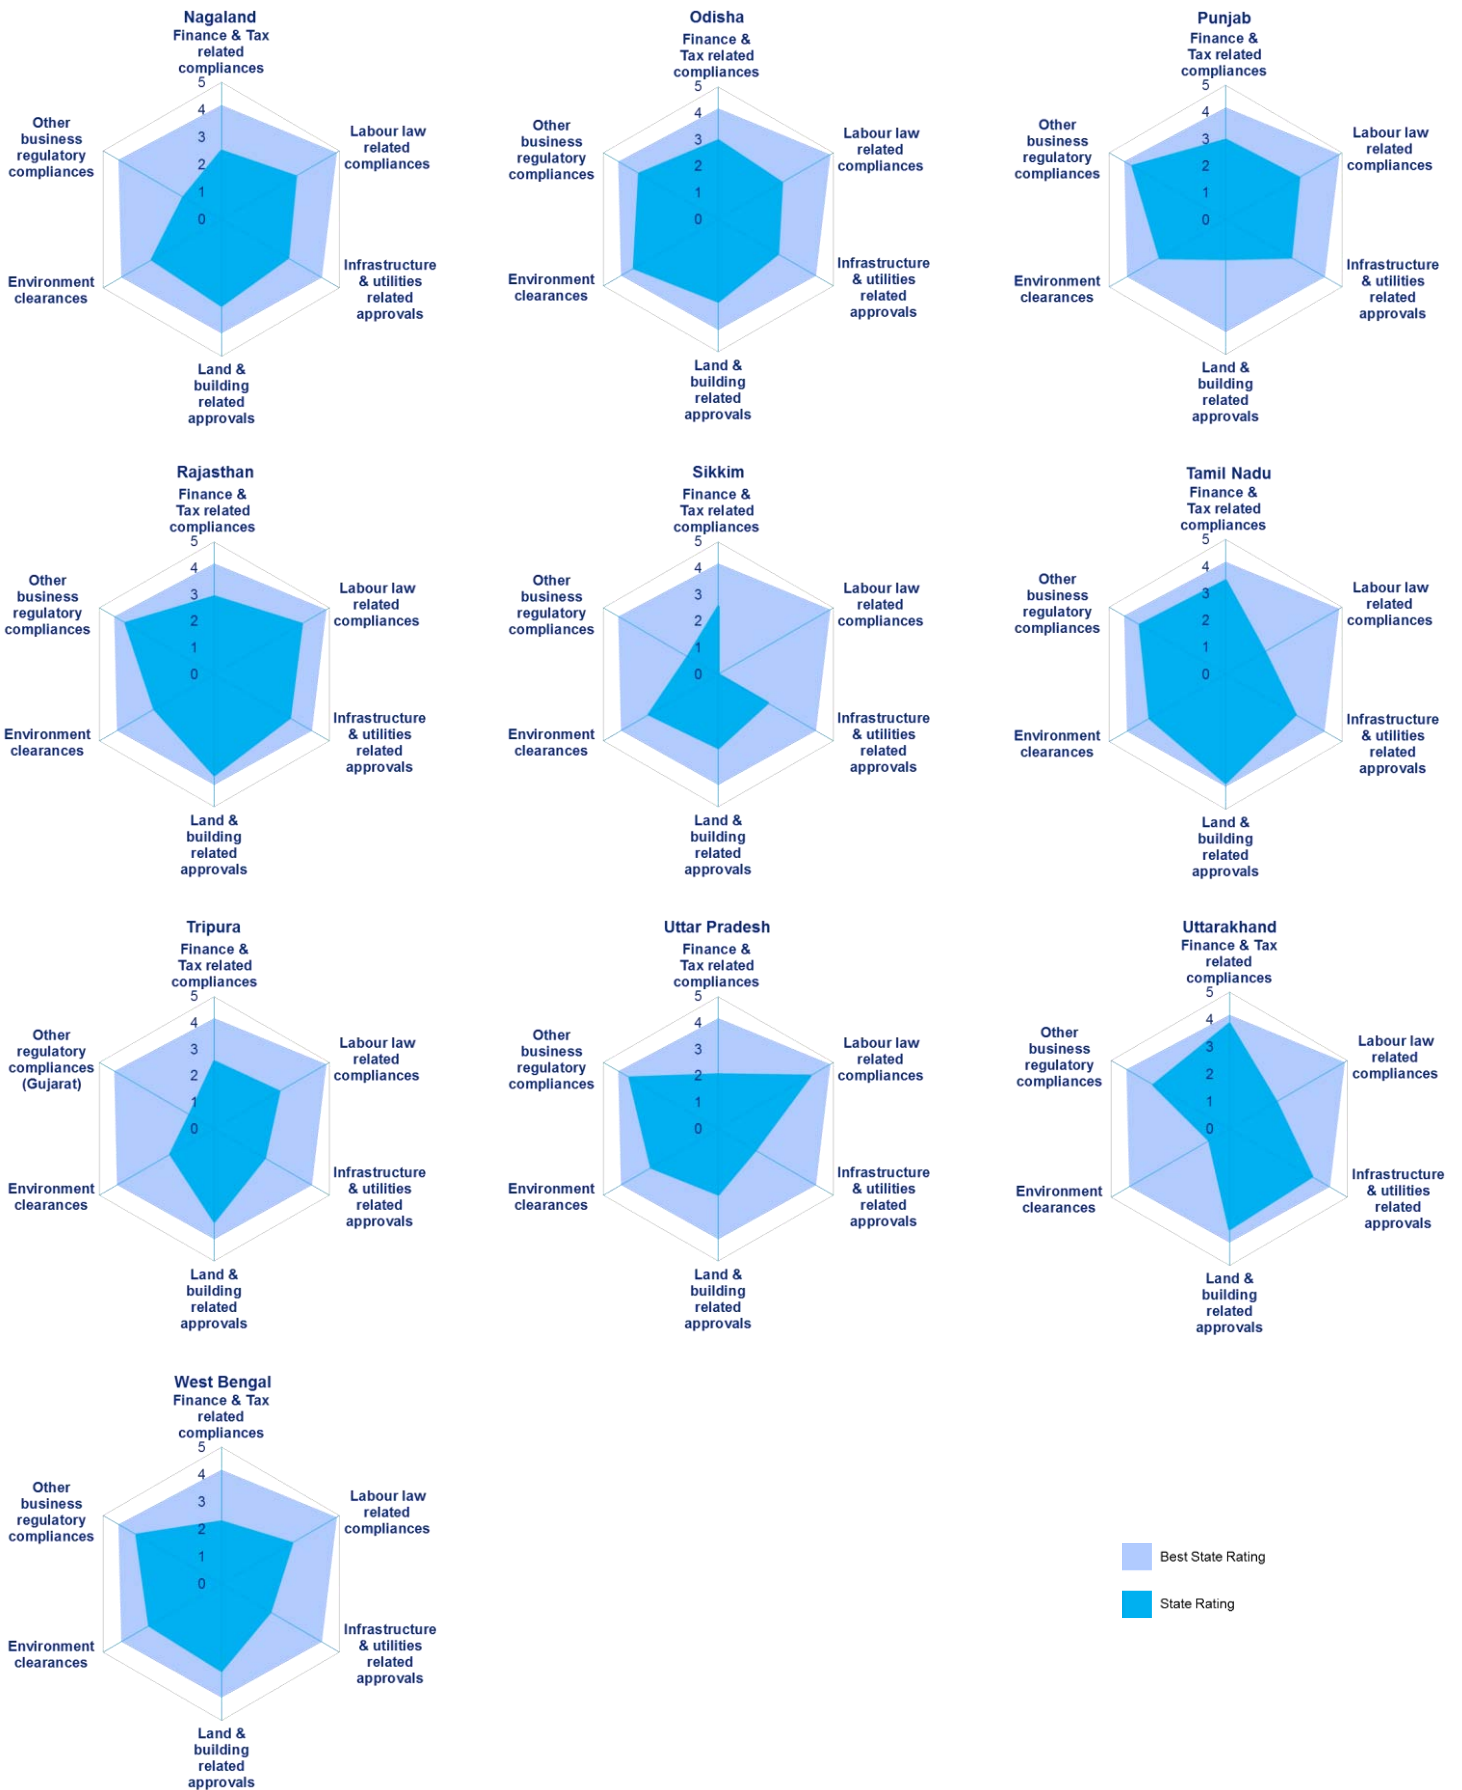 Nagaland
Finance & Tax
related
compliances
5
4
3
2
1
0
Labour law
related
compliances
Infrastructure
& utilities
related
approvals
Land &
building
related
approvals
Environment
clearances
Other
business
regulatory
compliances
Odisha
Finance &
Tax related
compliances
5
4
3
2
1
0
Labour law
related
compliances
Infrastructure
& utilities
related
approvals
Land &
building
related
approvals
Environment
clearances
Other
business
regulatory
compliances
Punjab
Finance &
Tax related
compliances
5
4
3
2
1
0
Labour law
related
compliances
Infrastructure
& utilities
related
approvals
Land &
building
related
approvals
Environment
clearances
Other
business
regulatory
compliances
Rajasthan
Finance &
Tax related
compliances
5
4
3
2
1
0
Labour law
related
compliances
Infrastructure
& utilities
related
approvals
Land &
building
related
approvals
Environment
clearances
Other
business
regulatory
compliances
Sikkim
Finance &
Tax related
compliances
5
4
3
2
1
0
Labour law
related
compliances
Infrastructure
& utilities
related
approvals
Land &
building
related
approvals
Environment
clearances
Other
business
regulatory
compliances
Tamil Nadu
Finance &
Tax related
compliances
5
4
3
2
1
0
Labour law
related
compliances
Infrastructure
& utilities
related
approvals
Land &
building
related
approvals
Environment
clearances
Other
business
regulatory
compliances
Tripura
Finance &
Tax related
compliances
5
4
3
2
1
0
Labour law
related
compliances
Infrastructure
& utilities
related
approvals
Land &
building
related
approvals
Environment
clearances
Other
regulatory
compliances
(Gujarat)
Uttar Pradesh
Finance &
Tax related
compliances
5
4
3
2
1
0
Labour law
related
compliances
Infrastructure
& utilities
related
approvals
Land &
building
related
approvals
Environment
clearances
Other
business
regulatory
compliances
Uttarakhand
Finance & Tax
related
compliances
5
4
3
2
1
0
Labour law
related
compliances
Infrastructure
& utilities
related
approvals
Land &
building
related
approvals
Environment
clearances
Other
business
regulatory
compliances
West Bengal
Finance & Tax
related
compliances
5
4
3
2
1
0
Labour law
related
compliances
Infrastructure
& utilities
related
approvals
Land &
building
related
approvals
Environment
clearances
Other
business
regulatory
compliances
Best State Rating
State Rating